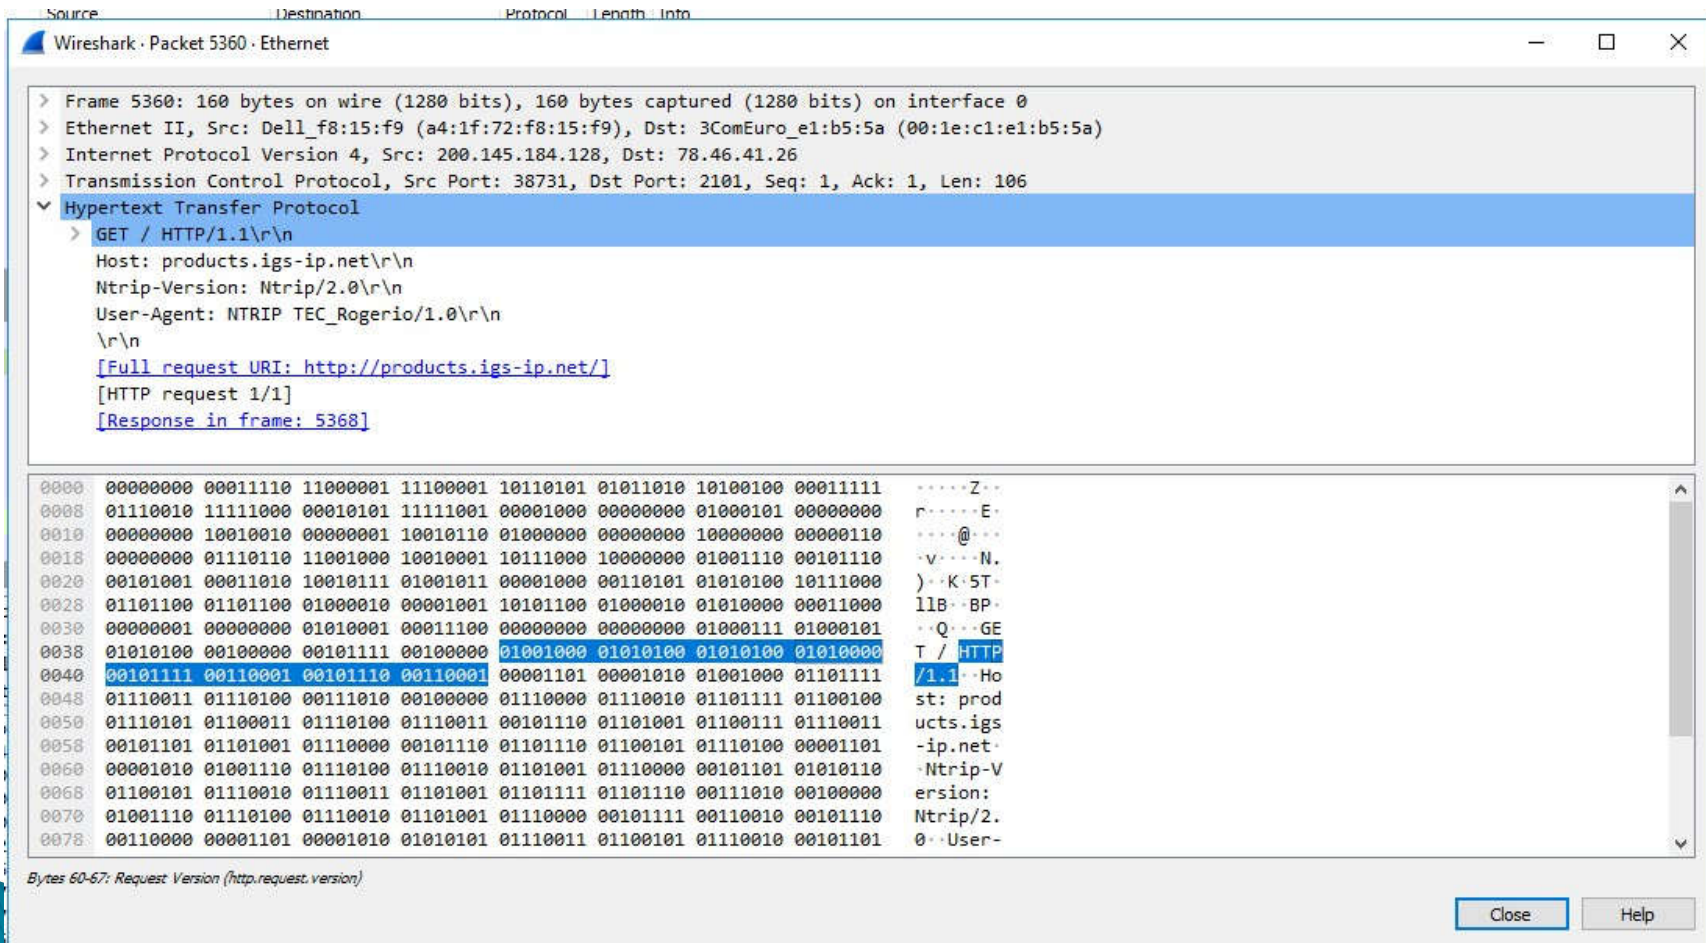 Source Destination Protocol Length Info
Wireshark · Packet 5360 · Ethernet
Frame 5360: 160 bytes on wire (1280 bits), 160 bytes captured (1280 bits) on interface 0
Ethernet II, Src: Dell_f8:15:f9 (a4:1f:72:f8:15:f9), Dst: 3ComEuro_e1:b5:5a (00:1e:c1:e1:b5:5a)
Internet Protocol Version 4, Src: 200.145.184.128, Dst: 78.46.41.26
Transmission Control Protocol, Src Port: 38731, Dst Port: 2101, Seq: 1, Ack: 1, Len: 106
Hypertext Transfer Protocol
GET / HTTP/1.1\r\n
Host: products.igs-ip.net\r\n
Ntrip-Version: Ntrip/2.0\r\n
User-Agent: NTRIP TEC_Rogerio/1.0\r\n
\r\n
[Full request URI: http://products.igs-ip.net/]
[HTTP request 1/1]
[Response in frame: 5368]
0000 00000000 00011110 11000001 11100001 10110101 01011010 10100100 00011111 ·····Z··
0008 01110010 11111000 00010101 11111001 00001000 00000000 01000101 00000000 r·····E·
0010 00000000 10010010 00000001 10010110 01000000 00000000 10000000 00000110 ····@···
0018 00000000 01110110 11001000 10010001 10111000 10000000 01001110 00101110 ·v····N.
0020 00101001 00011010 10010111 01001011 00001000 00110101 01010100 10111000 )··K·5T·
0028 01101100 01101100 01000010 00001001 10101100 01000010 01010000 00011000 llB··BP·
0030 00000001 00000000 01010001 00011100 00000000 00000000 01000111 01000101 ··Q···GE
0038 01010100 00100000 00101111 00100000 01001000 01010100 01010100 01010000 T / HTTP
0040 00101111 00110001 00101110 00110001 00001101 00001010 01001000 01101111 /1.1··Ho
0048 01110011 01110100 00111010 00100000 01110000 01110010 01101111 01100100 st: prod
0050 01110101 01100011 01110100 01110011 00101110 01101001 01100111 01110011 ucts.igs
0058 00101101 01101001 01110000 00101110 01101110 01100101 01110100 00001101 -ip.net·
0060 00001010 01001110 01110100 01110010 01101001 01110000 00101101 01010110 ·Ntrip-V
0068 01100101 01110010 01110011 01101001 01101111 01101110 00111010 00100000 ersion:
0070 01001110 01110100 01110010 01101001 01110000 00101111 00110010 00101110 Ntrip/2.
0078 00110000 00001101 00001010 01010101 01110011 01100101 01110010 00101101 0··User-
Bytes 60-67: Request Version (http.request.version)
Close Help